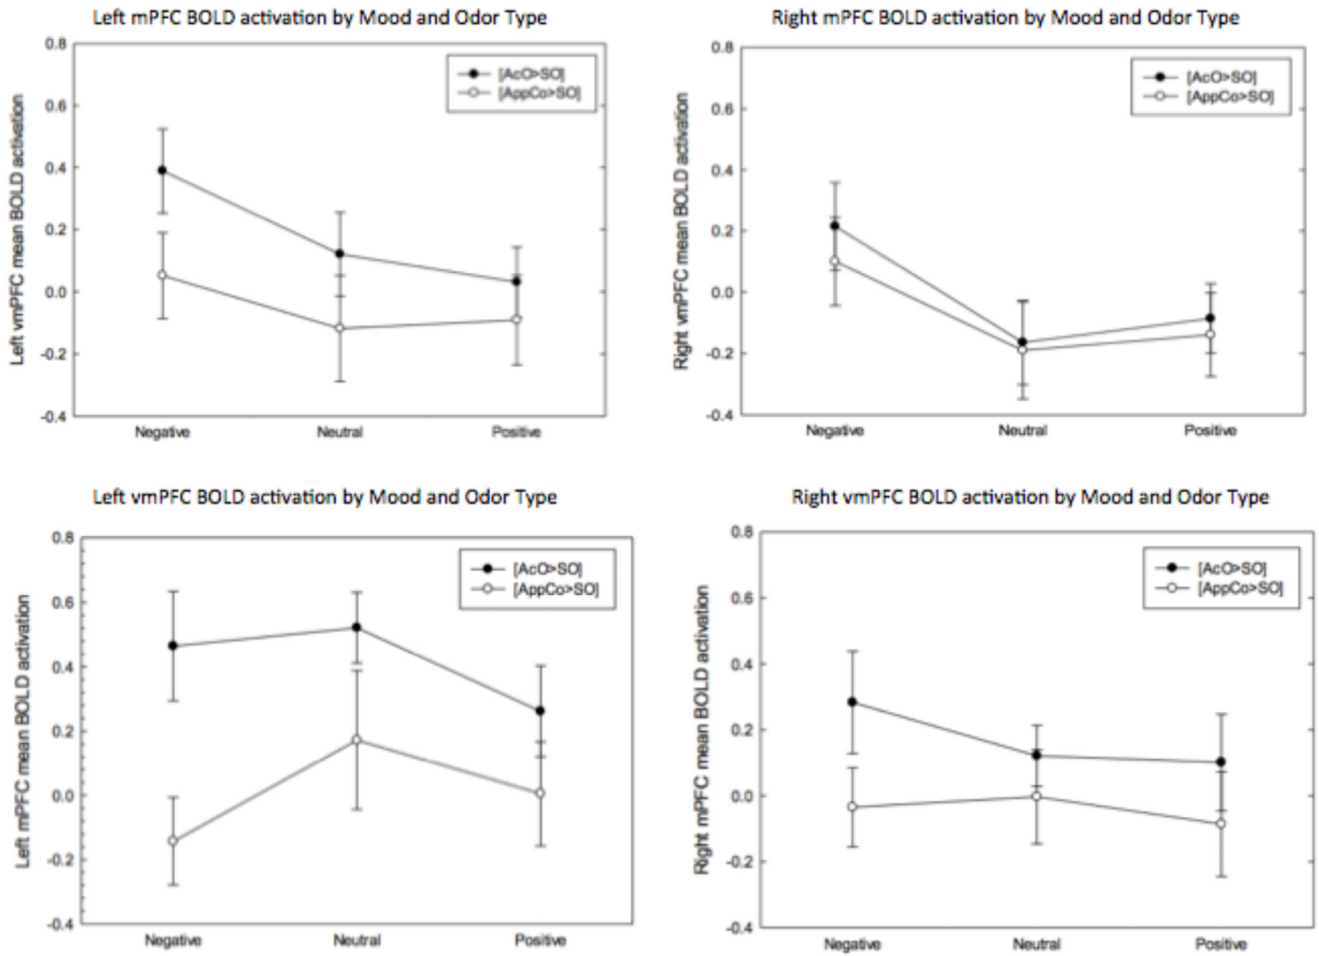 Left mPFC BOLD activation by Mood and Odor Type
0.8
0.6
0.4
0.2
0.0
-0.2
-0.4
Left vmPFC mean BOLD activation
[AcO>SO]
[AppCo>SO]
Negative Neutral Positive
Right mPFC BOLD activation by Mood and Odor Type
0.8
0.6
0.4
0.2
0.0
-0.2
-0.4
Right vmPFC mean BOLD activation
[AcO>SO]
[AppCo>SO]
Negative Neutral Positive
Left vmPFC BOLD activation by Mood and Odor Type
0.8
0.6
0.4
0.2
0.0
-0.2
-0.4
Left mPFC mean BOLD activation
[AcO>SO]
[AppCo>SO]
Negative Neutral Positive
Right vmPFC BOLD activation by Mood and Odor Type
0.8
0.6
0.4
0.2
0.0
-0.2
-0.4
Right mPFC mean BOLD activation
[AcO>SO]
[AppCo>SO]
Negative Neutral Positive